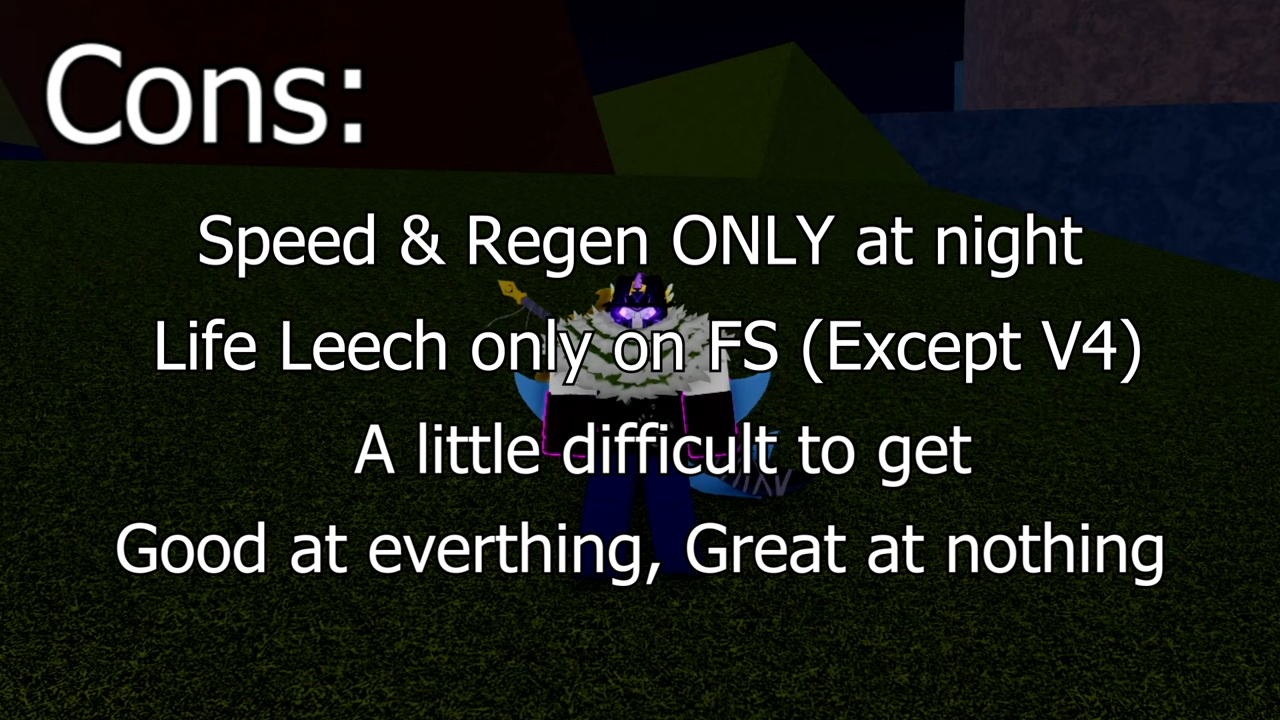 Cons:
Speed & Regen ONLY at night
Life Leech only on FS (Except V4)
A little difficult to get
Good at everthing, Great at nothing